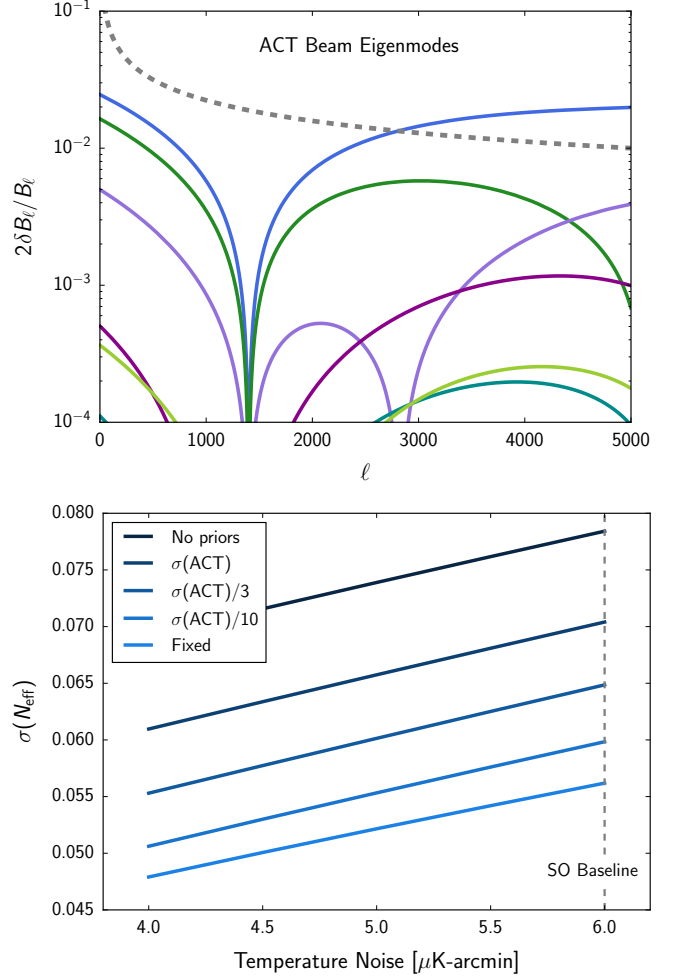 ACT Beam Eigenmodes
2δBℓ/Bℓ
10⁻¹
10⁻²
10⁻³
10⁻⁴
0 1000 2000 3000 4000 5000
ℓ
σ(Neff)
0.080
0.075
0.070
0.065
0.060
0.055
0.050
0.045
No priors
σ(ACT)
σ(ACT)/3
σ(ACT)/10
Fixed
SO Baseline
4.0 4.5 5.0 5.5 6.0
Temperature Noise [μK-arcmin]